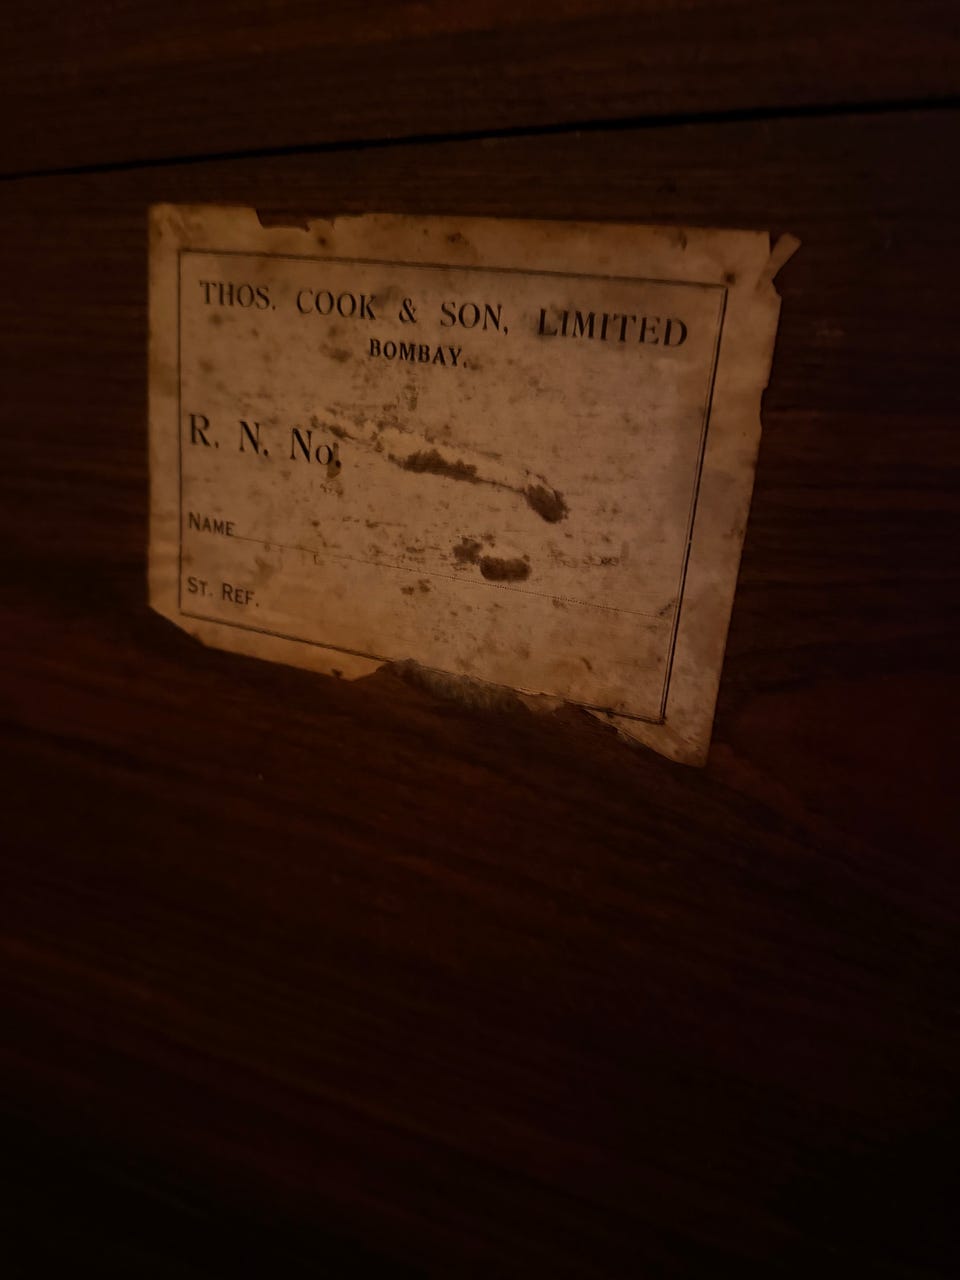 THOS. COOK & SON, LIMITED
BOMBAY.
R. N. No.
NAME
ST. REF.